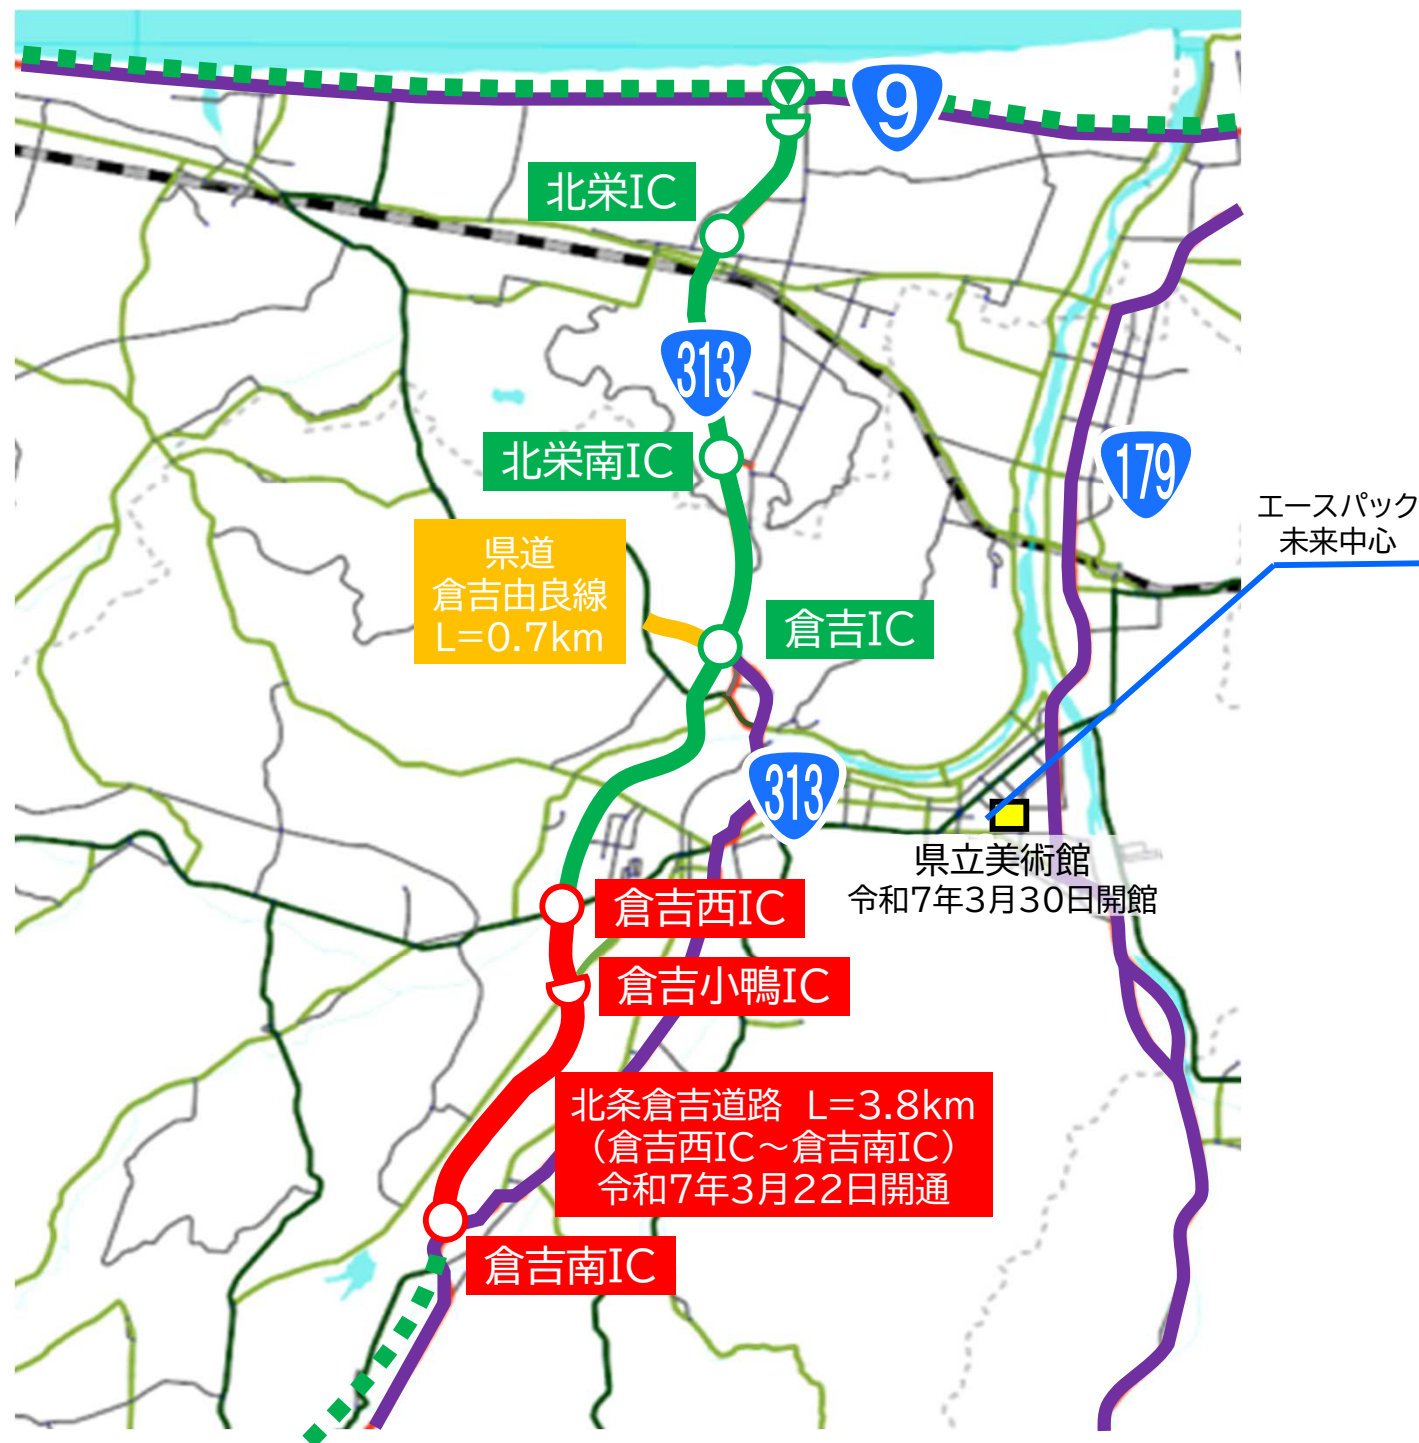 9
北栄IC
313
北栄南IC
179
エースパック
未来中心
県道
倉吉由良線
L=0.7km
倉吉IC
313
県立美術館
令和7年3月30日開館
倉吉西IC
倉吉小鴨IC
北条倉吉道路 L=3.8km
（倉吉西IC～倉吉南IC）
令和7年3月22日開通
倉吉南IC